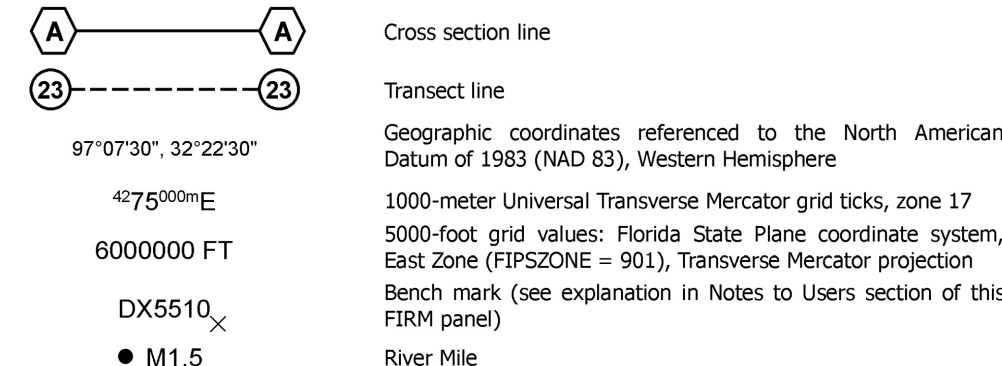 A A Cross section line
23 23 Transect line
97°07'30", 32°22'30" Geographic coordinates referenced to the North American
Datum of 1983 (NAD 83), Western Hemisphere
4275000mE 1000-meter Universal Transverse Mercator grid ticks, zone 17
6000000 FT 5000-foot grid values: Florida State Plane coordinate system,
East Zone (FIPSZONE = 901), Transverse Mercator projection
DX5510 Bench mark (see explanation in Notes to Users section of this
FIRM panel)
M1.5 River Mile